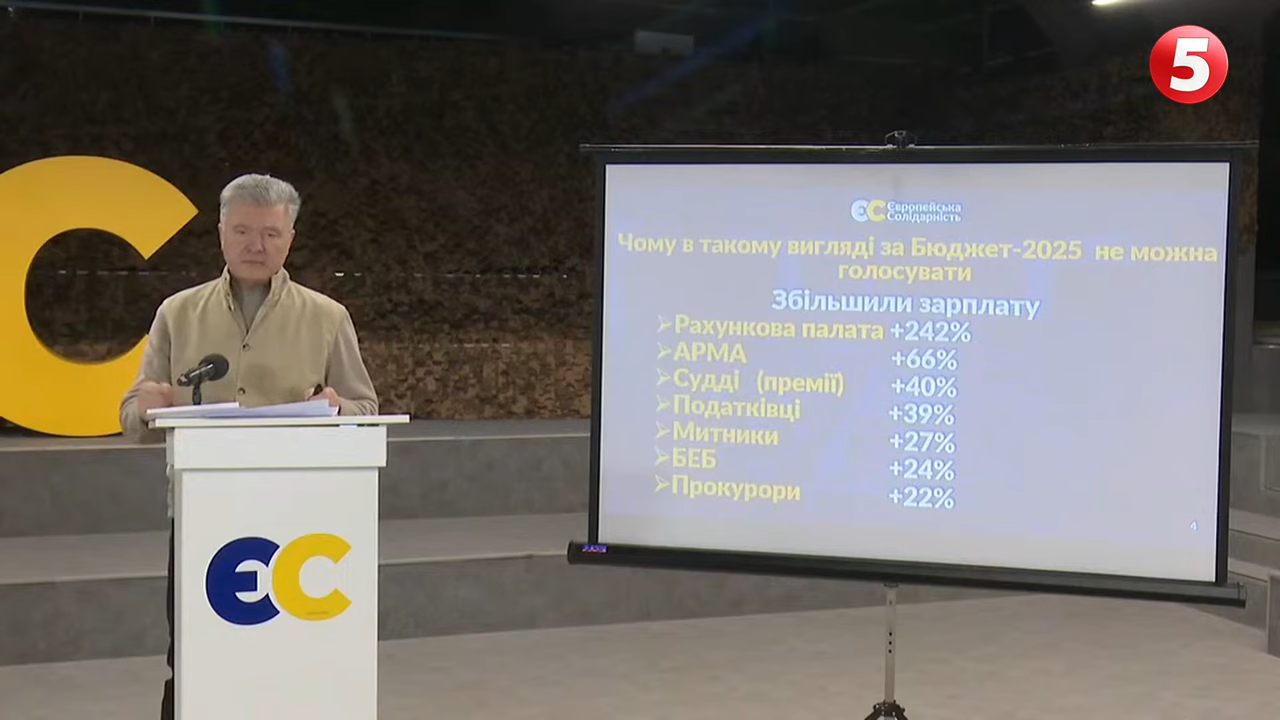 5
ЄС Європейська
Солідарність
Чому в такому вигляді за Бюджет-2025 не можна
голосувати
Збільшили зарплату
Рахункова палата +242%
АРМА +66%
Судді (премії) +40%
Податківці +39%
Митники +27%
БЕБ +24%
Прокурори +22%
4
С
ЄС